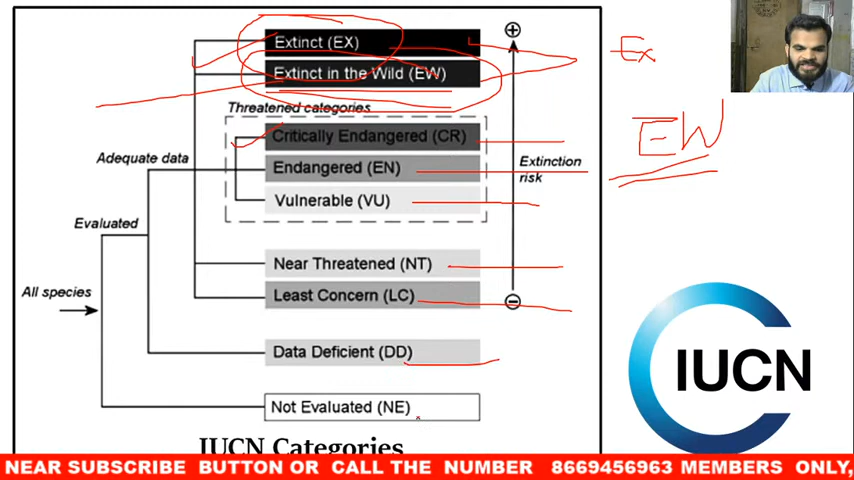 Extinct (EX)
Ex
Extinct in the Wild (EW)
Threatened categories
EW
Critically Endangered (CR)
Adequate data
Endangered (EN)
Extinction
risk
Vulnerable (VU)
Evaluated
Near Threatened (NT)
All species
Least Concern (LC)
Data Deficient (DD)
IUCN
Not Evaluated (NE)
IUCN Categories
NEAR SUBSCRIBE BUTTON OR CALL THE NUMBER 8669456963 MEMBERS ONLY,